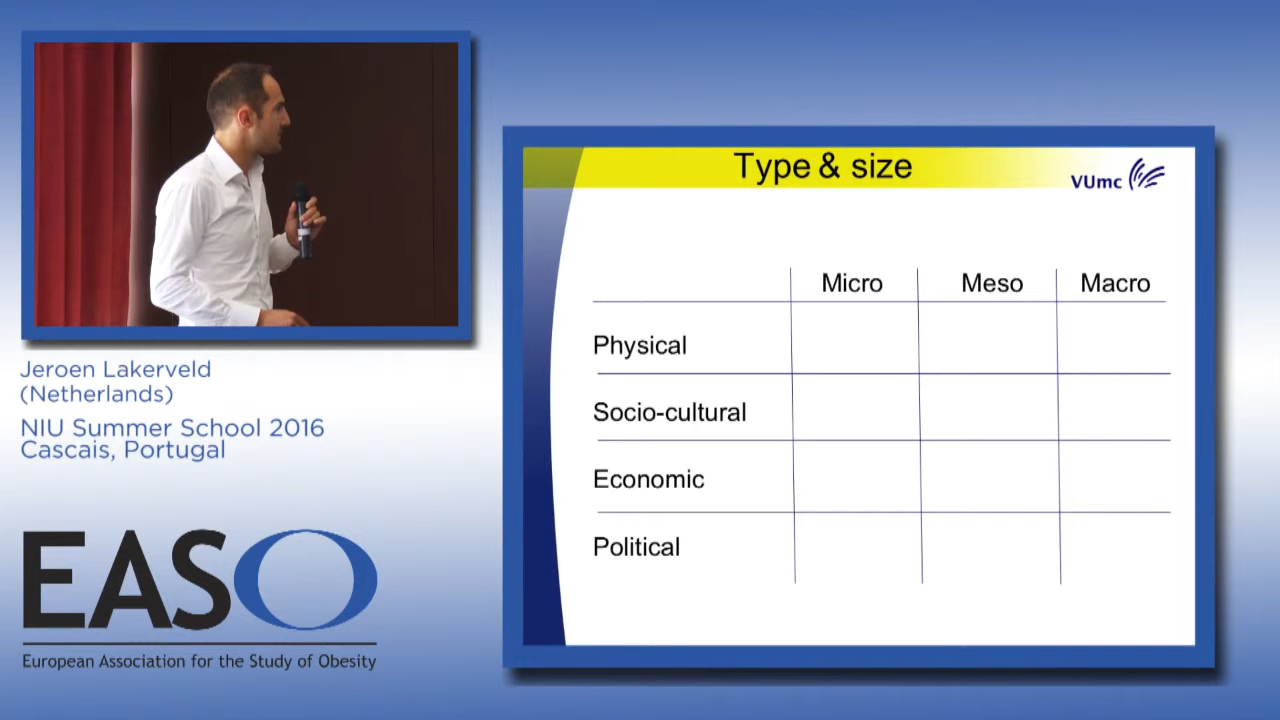 Jeroen Lakerveld
(Netherlands)
NIU Summer School 2016
Cascais, Portugal
EASO
European Association for the Study of Obesity
Type & size
VUmc
Micro Meso Macro
Physical
Socio-cultural
Economic
Political